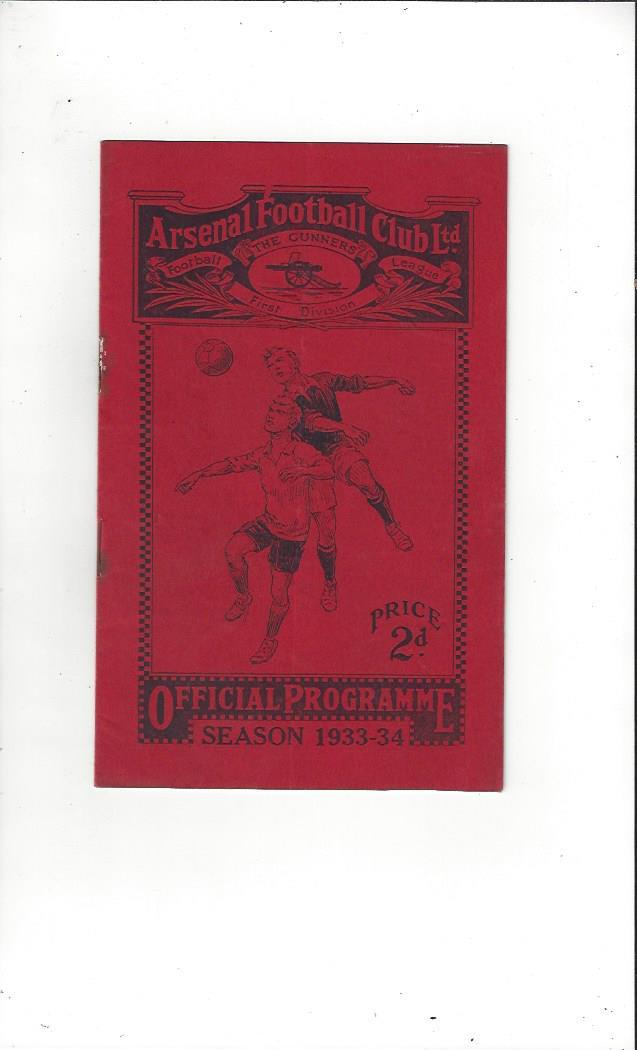 Arsenal Football Club Ltd.
THE GUNNERS
Football League
First Division
PRICE
2d.
OFFICIAL PROGRAMME
SEASON 1933-34